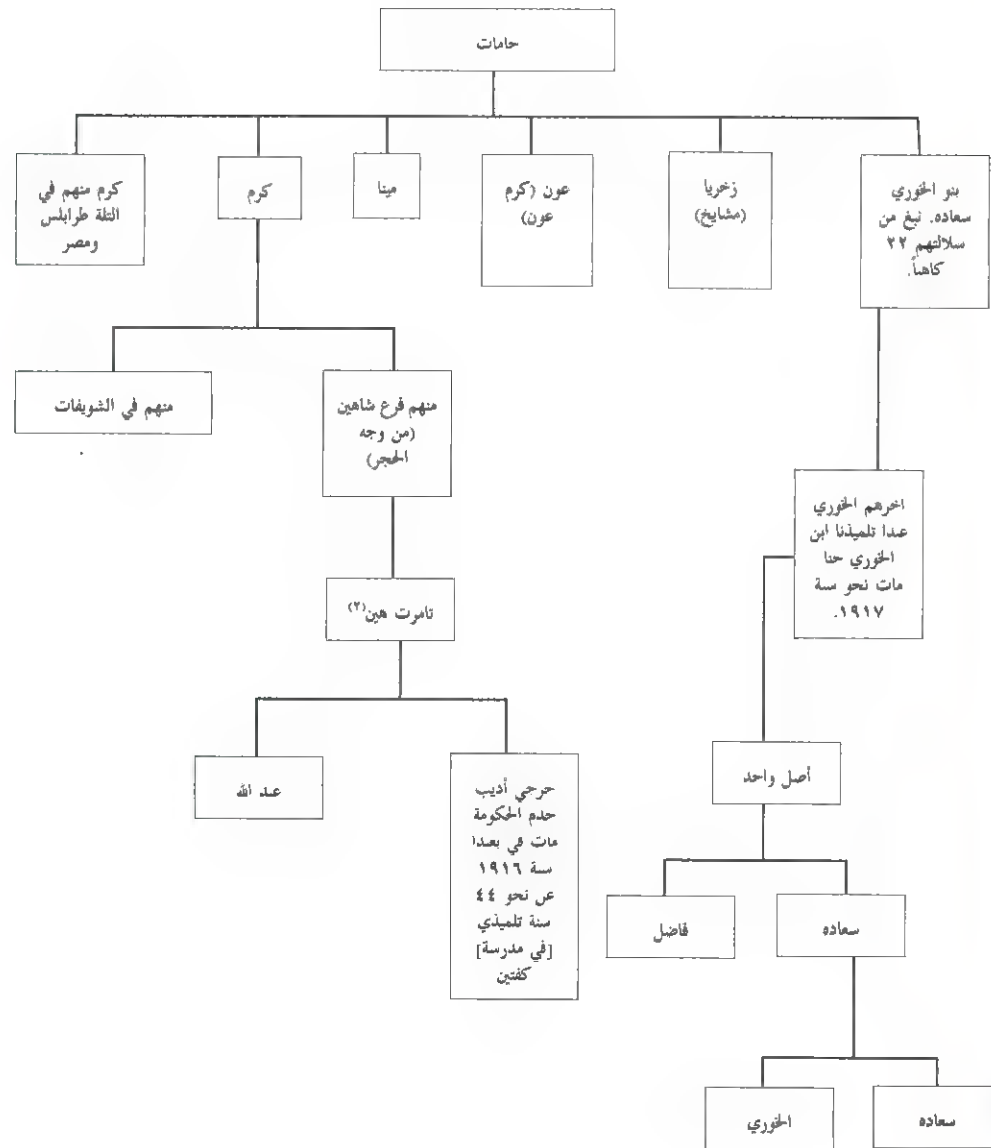 حامات
بنو الخوري
سعاده. نبغ من
سلالتهم ٢٢
كاهناً.
زخريا
(مشايخ)
عون (كرم
عون)
مينا
كرم
كرم منهم في
التلة طرابلس
ومصر
منهم فرع شاهين
(من وجه
الحجر)
منهم في الشويفات
اخرهم الخوري
عدا تلميذنا ابن
الخوري حنا
مات نحو سنة
١٩١٧.
تامرت هين(٢)
أصل واحد
جرجي أديب
خدم الحكومة
مات في بعبدا
سنة ١٩١٦
عن نحو ٤٤
سنة تلميذي
[في مدرسة]
كفتين
عبد الله
سعاده
فاضل
سعاده
الخوري